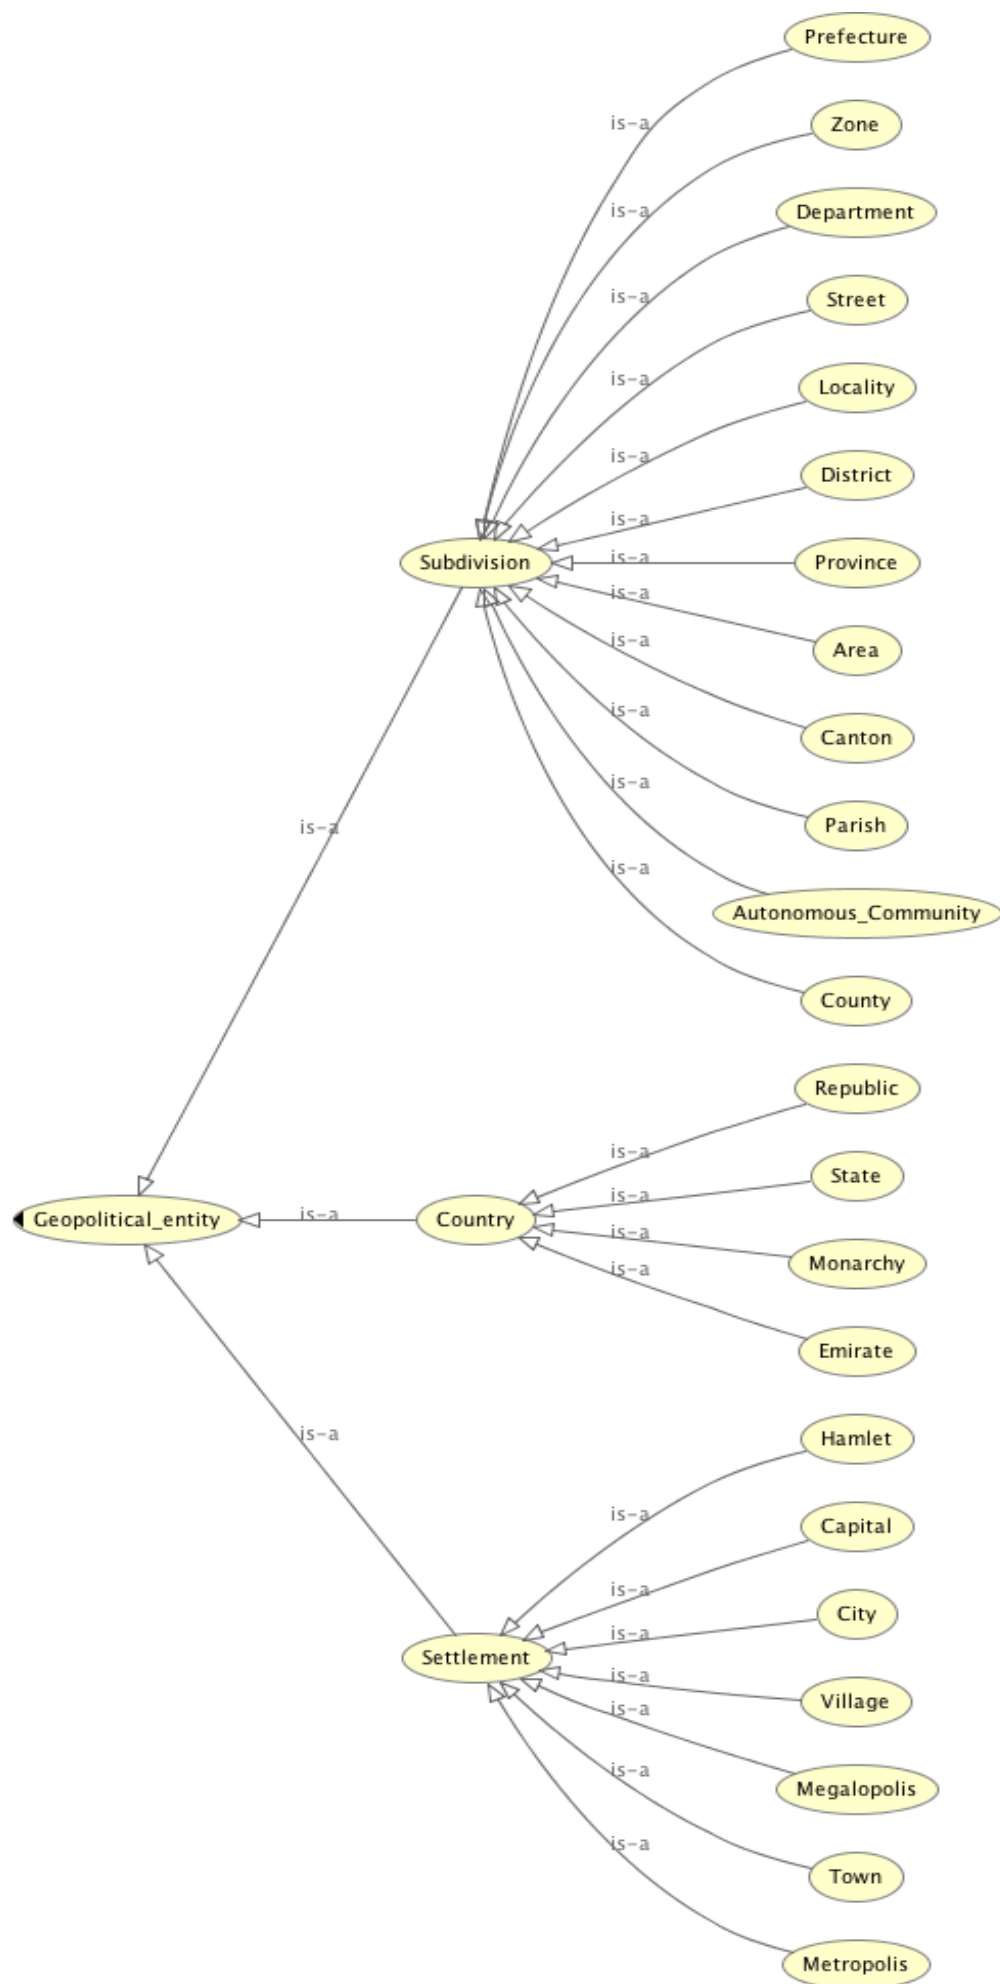 Prefecture
is-a
Zone
is-a
Department
is-a
Street
is-a
Locality
is-a
District
is-a
Subdivision
is-a
Province
is-a
Area
is-a
Canton
is-a
Parish
is-a
is-a
Autonomous_Community
is-a
County
Republic
is-a
State
is-a
Geopolitical_entity
is-a
Country
is-a
Monarchy
is-a
Emirate
is-a
Hamlet
is-a
Capital
is-a
City
is-a
Settlement
is-a
Village
is-a
Megalopolis
is-a
Town
is-a
Metropolis